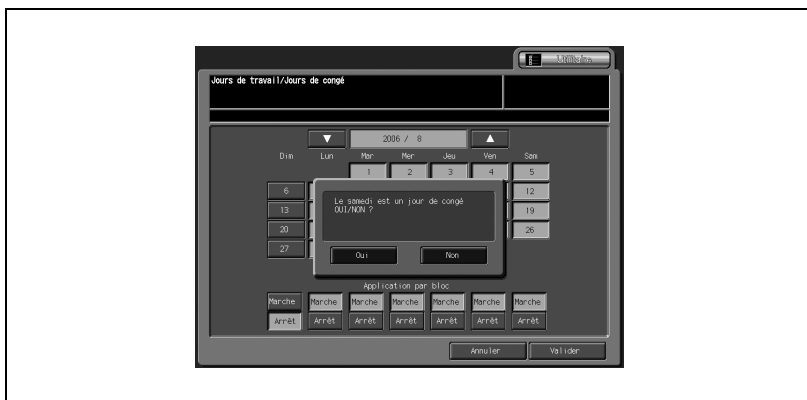 Jours de travail/Jours de congé
2006 / 8
Dim Lun Mar Mer Jeu Ven Sam
1 2 3 4 5
6 12
13 19
20 26
27
Le samedi est un jour de congé
OUI/NON ?
Oui Non
Application par bloc
Marche Marche Marche Marche Marche Marche Marche
Arrêt Arrêt Arrêt Arrêt Arrêt Arrêt Arrêt
Annuler Valider